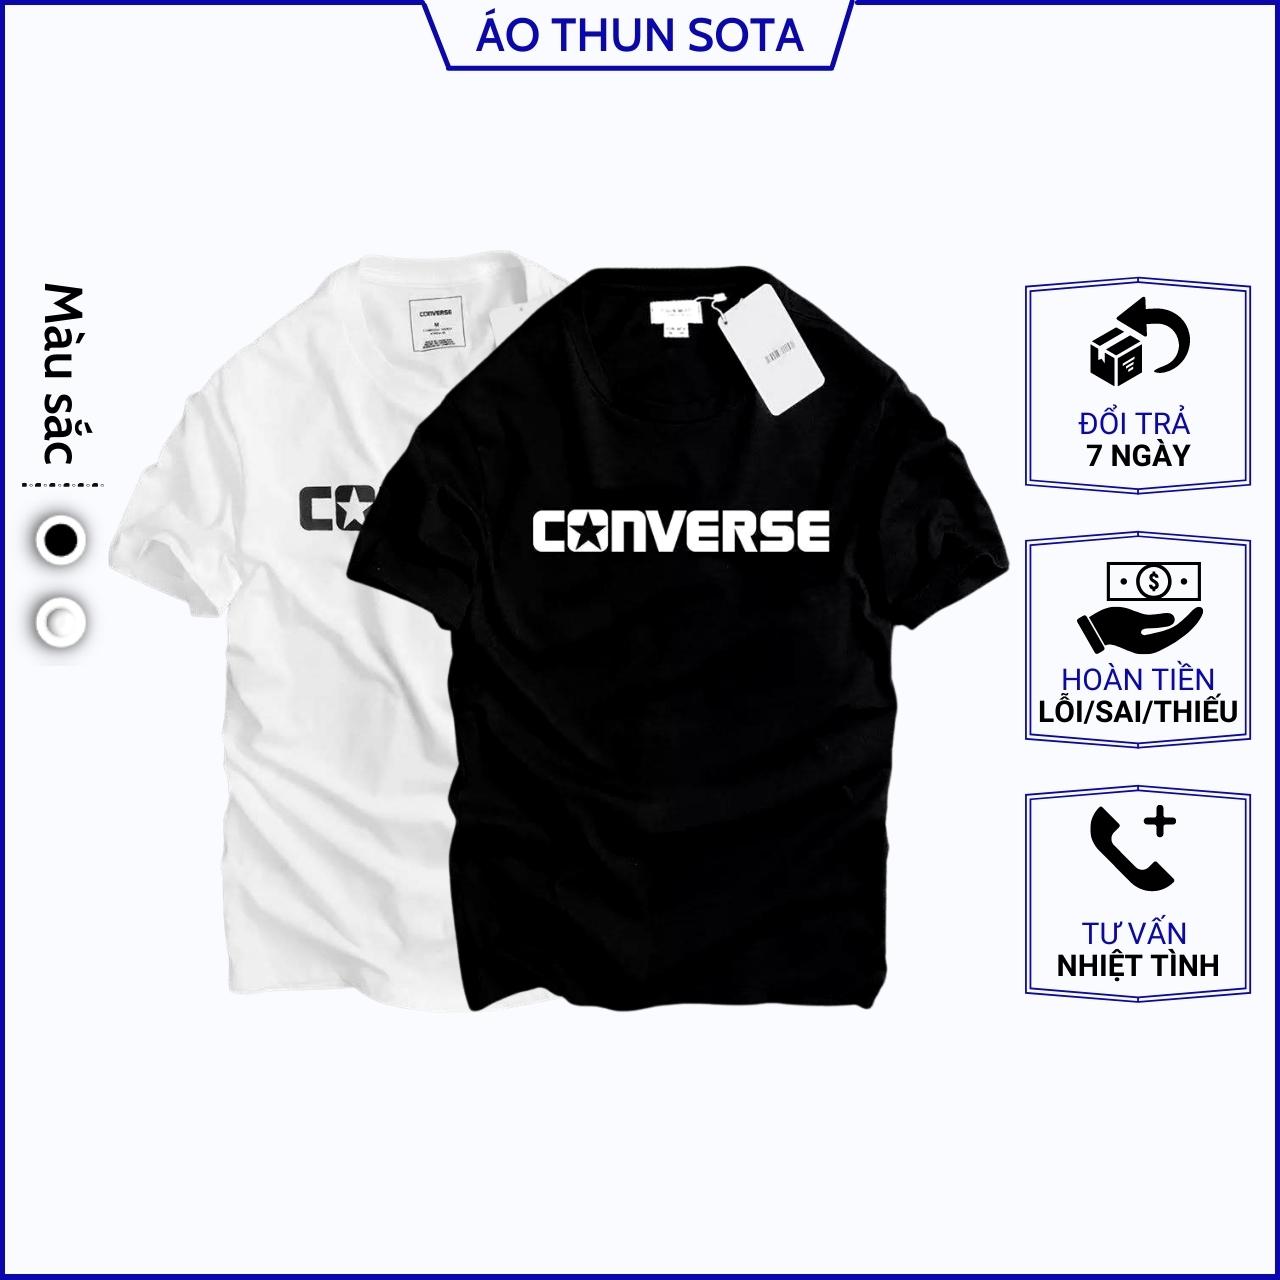 ÁO THUN SOTA
Màu sắc
CONVERSE
M
CO
CONVERSE
ĐỔI TRẢ
7 NGÀY
HOÀN TIỀN
LỖI/SAI/THIẾU
TƯ VẤN
NHIỆT TÌNH